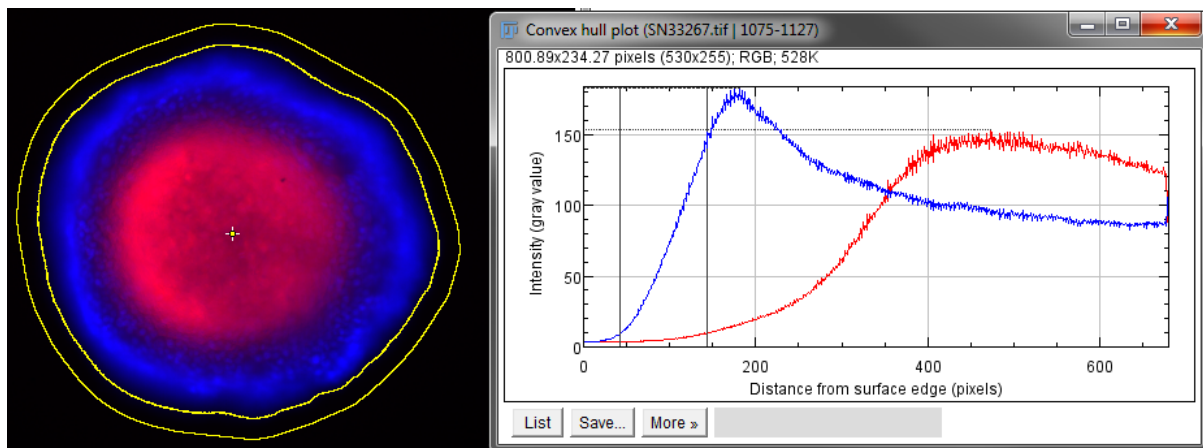 Convex hull plot (SN33267.tif | 1075-1127)
800.89x234.27 pixels (530x255); RGB; 528K
150
100
50
0
Intensity (gray value)
0 200 400 600
Distance from surface edge (pixels)
List Save... More »